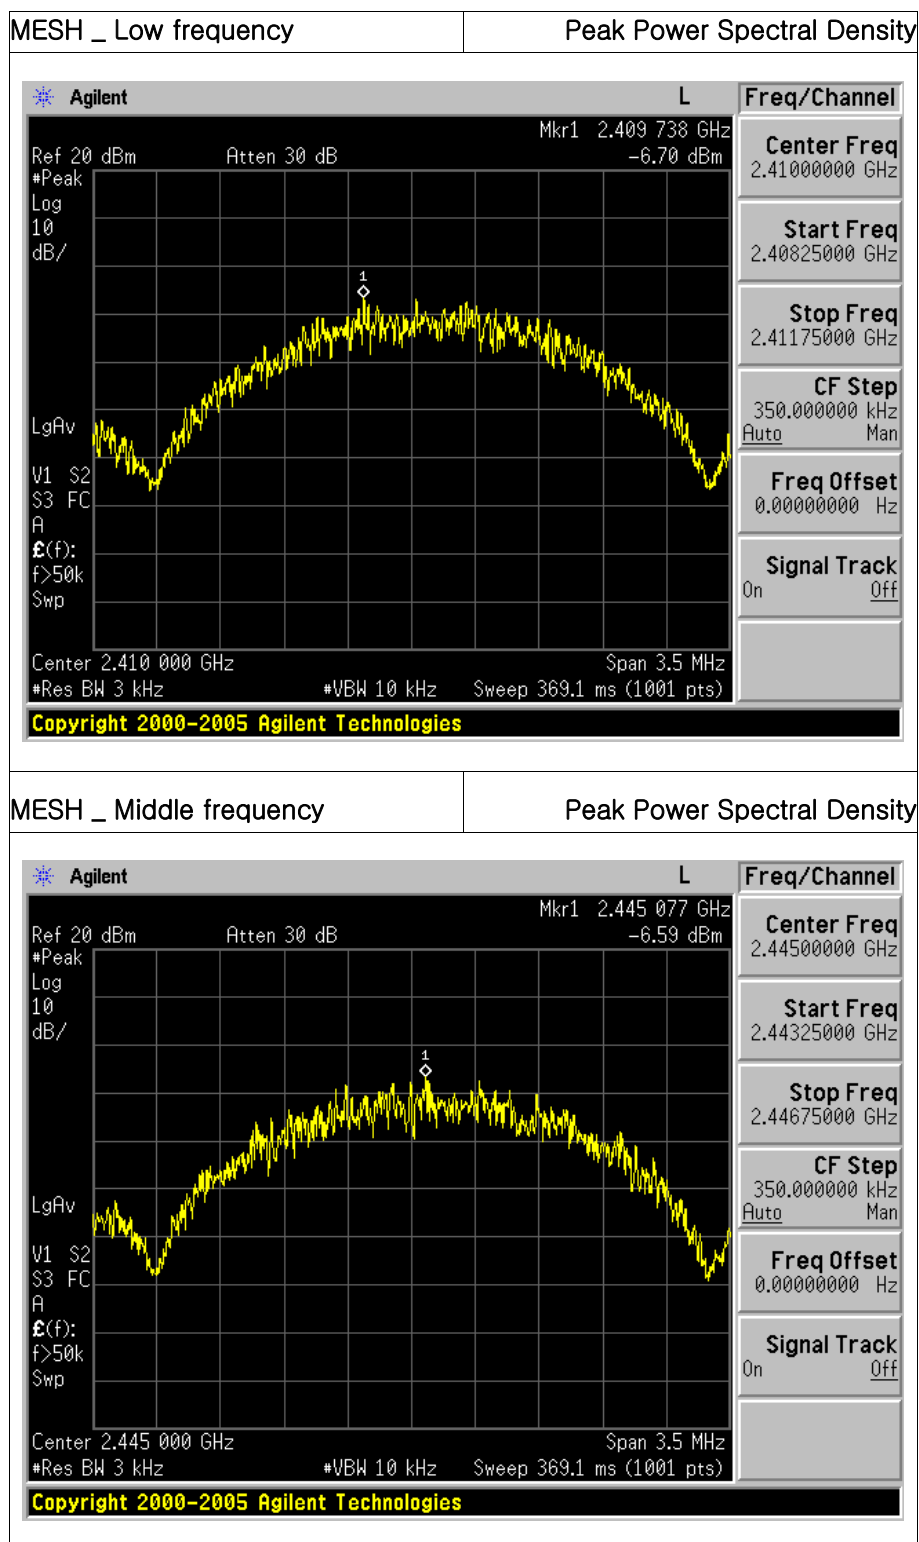 MESH _ Low frequency Peak Power Spectral Density
Agilent L Freq/Channel
Mkr1 2.409 738 GHz
Ref 20 dBm Atten 30 dB -6.70 dBm
#Peak
Log
10
dB/
1
LgAv
V1 S2
S3 FC
A
£(f):
f>50k
Swp
Center 2.410 000 GHz Span 3.5 MHz
#Res BW 3 kHz #VBW 10 kHz Sweep 369.1 ms (1001 pts)
Center Freq
2.41000000 GHz
Start Freq
2.40825000 GHz
Stop Freq
2.41175000 GHz
CF Step
350.000000 kHz
Auto Man
Freq Offset
0.00000000 Hz
Signal Track
On Off
Copyright 2000-2005 Agilent Technologies
MESH _ Middle frequency Peak Power Spectral Density
Agilent L Freq/Channel
Mkr1 2.445 077 GHz
Ref 20 dBm Atten 30 dB -6.59 dBm
#Peak
Log
10
dB/
1
LgAv
V1 S2
S3 FC
A
£(f):
f>50k
Swp
Center 2.445 000 GHz Span 3.5 MHz
#Res BW 3 kHz #VBW 10 kHz Sweep 369.1 ms (1001 pts)
Center Freq
2.44500000 GHz
Start Freq
2.44325000 GHz
Stop Freq
2.44675000 GHz
CF Step
350.000000 kHz
Auto Man
Freq Offset
0.00000000 Hz
Signal Track
On Off
Copyright 2000-2005 Agilent Technologies